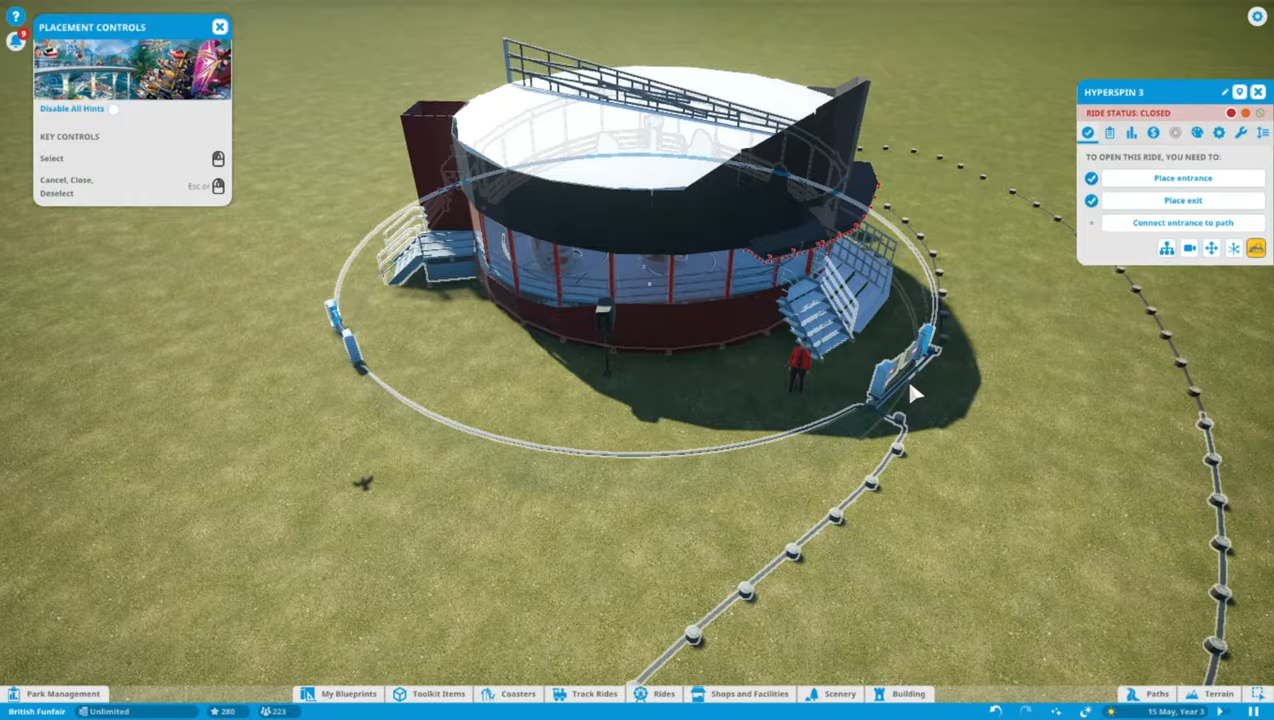 ?
9
PLACEMENT CONTROLS
Disable All Hints
KEY CONTROLS
Select
Cancel, Close,
Deselect
Esc or
HYPERSPIN 3
RIDE STATUS: CLOSED
TO OPEN THIS RIDE, YOU NEED TO:
Place entrance
Place exit
Connect entrance to path
Park Management
My Blueprints
Toolkit Items
Coasters
Track Rides
Rides
Shops and Facilities
Scenery
Building
Paths
Terrain
British Funfair
Unlimited
280
223
15 May, Year 3